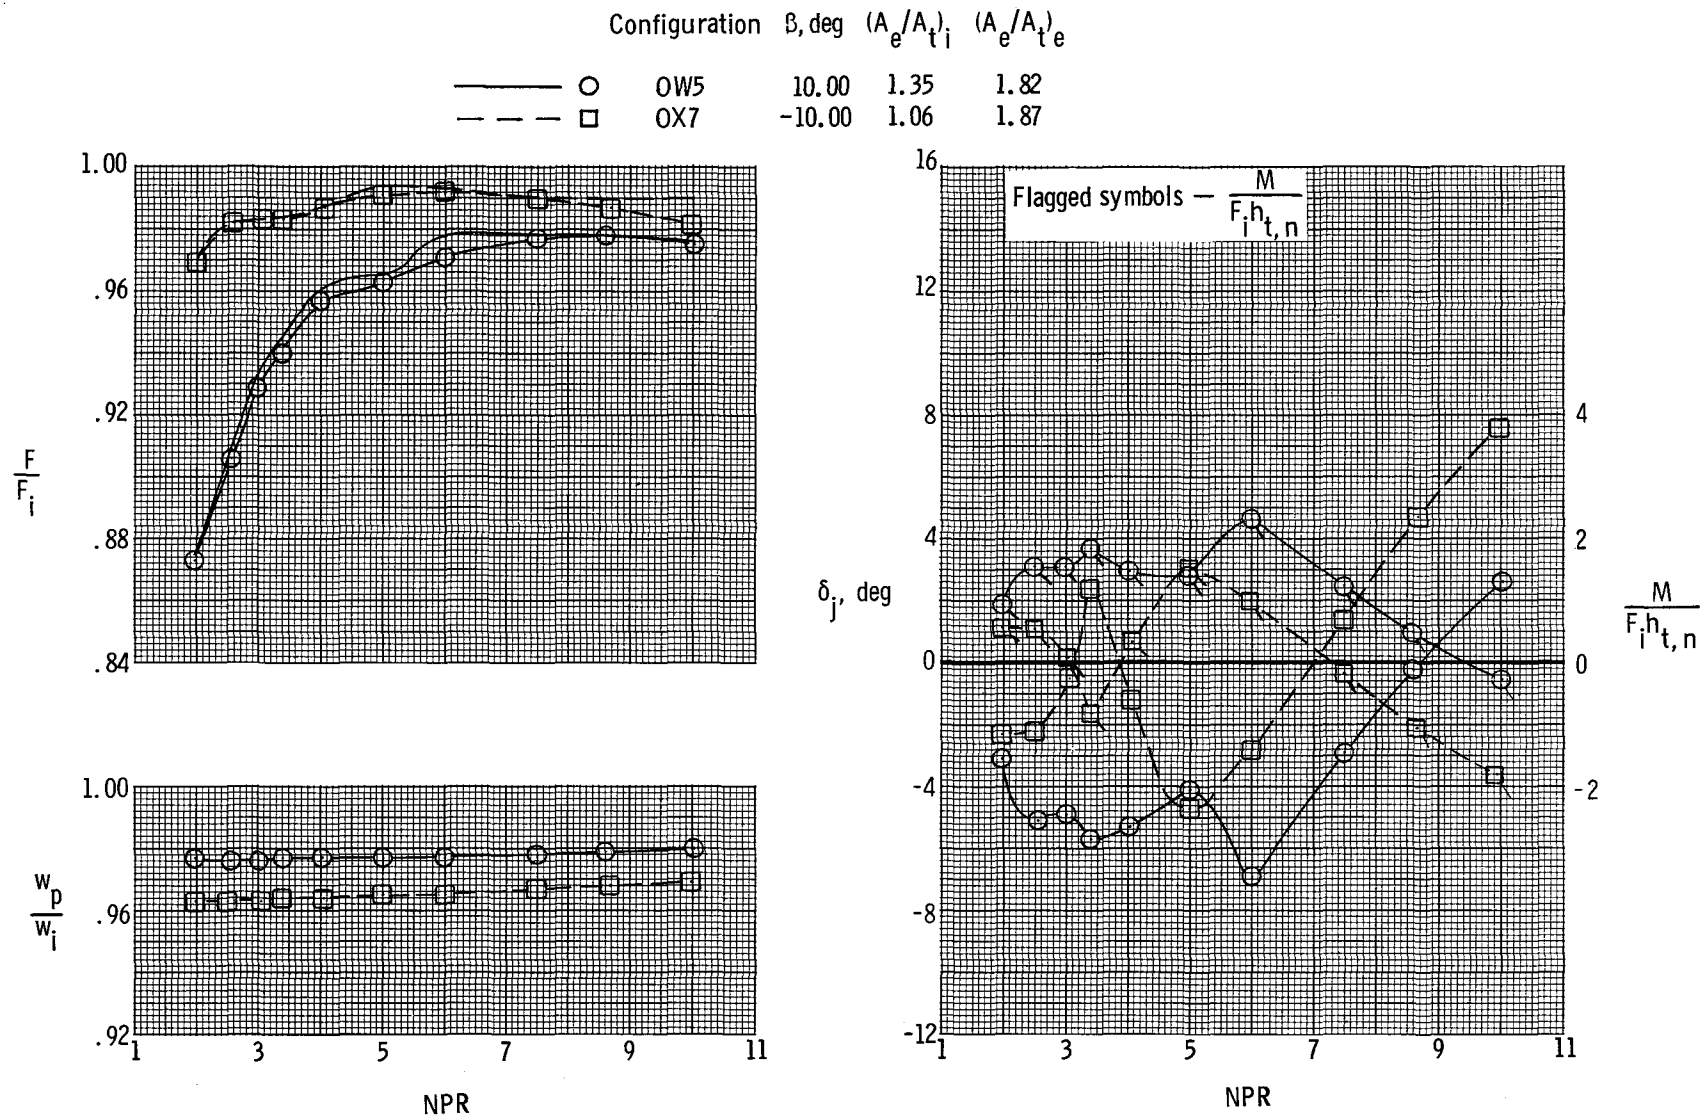 Configuration β, deg (Ae/At)i (Ae/At)e
OW5 10.00 1.35 1.82
OX7 -10.00 1.06 1.87
1.00
.96
.92
.88
.84
F/Fi
1.00
.96
.92
wp/wi
1 3 5 7 9 11
NPR
Flagged symbols — M/Fiht,n
16
12
8
4
0
-4
-8
-12
δj, deg
4
2
0
-2
M/Fiht,n
1 3 5 7 9 11
NPR